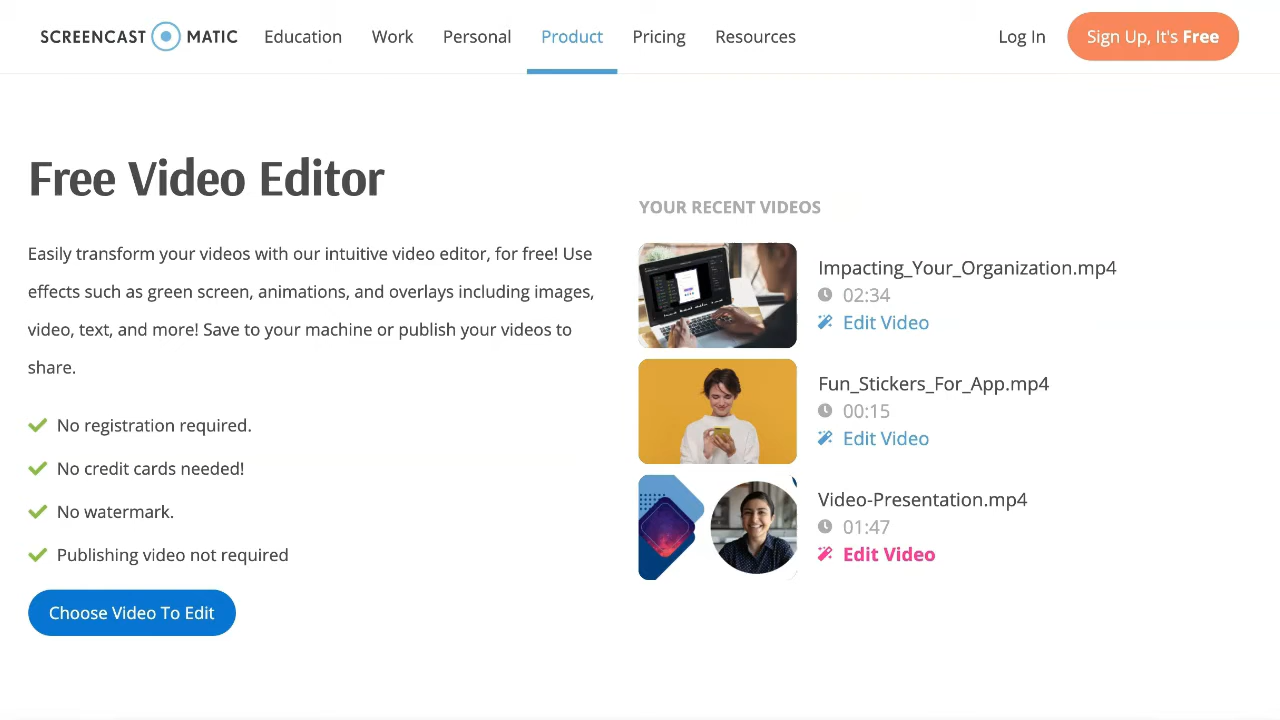 SCREENCAST O MATIC Education Work Personal Product Pricing Resources Log In Sign Up, It's Free
Free Video Editor
Easily transform your videos with our intuitive video editor, for free! Use
effects such as green screen, animations, and overlays including images,
video, text, and more! Save to your machine or publish your videos to
share.
No registration required.
No credit cards needed!
No watermark.
Publishing video not required
Choose Video To Edit
YOUR RECENT VIDEOS
Impacting_Your_Organization.mp4
02:34
Edit Video
Fun_Stickers_For_App.mp4
00:15
Edit Video
Video-Presentation.mp4
01:47
Edit Video